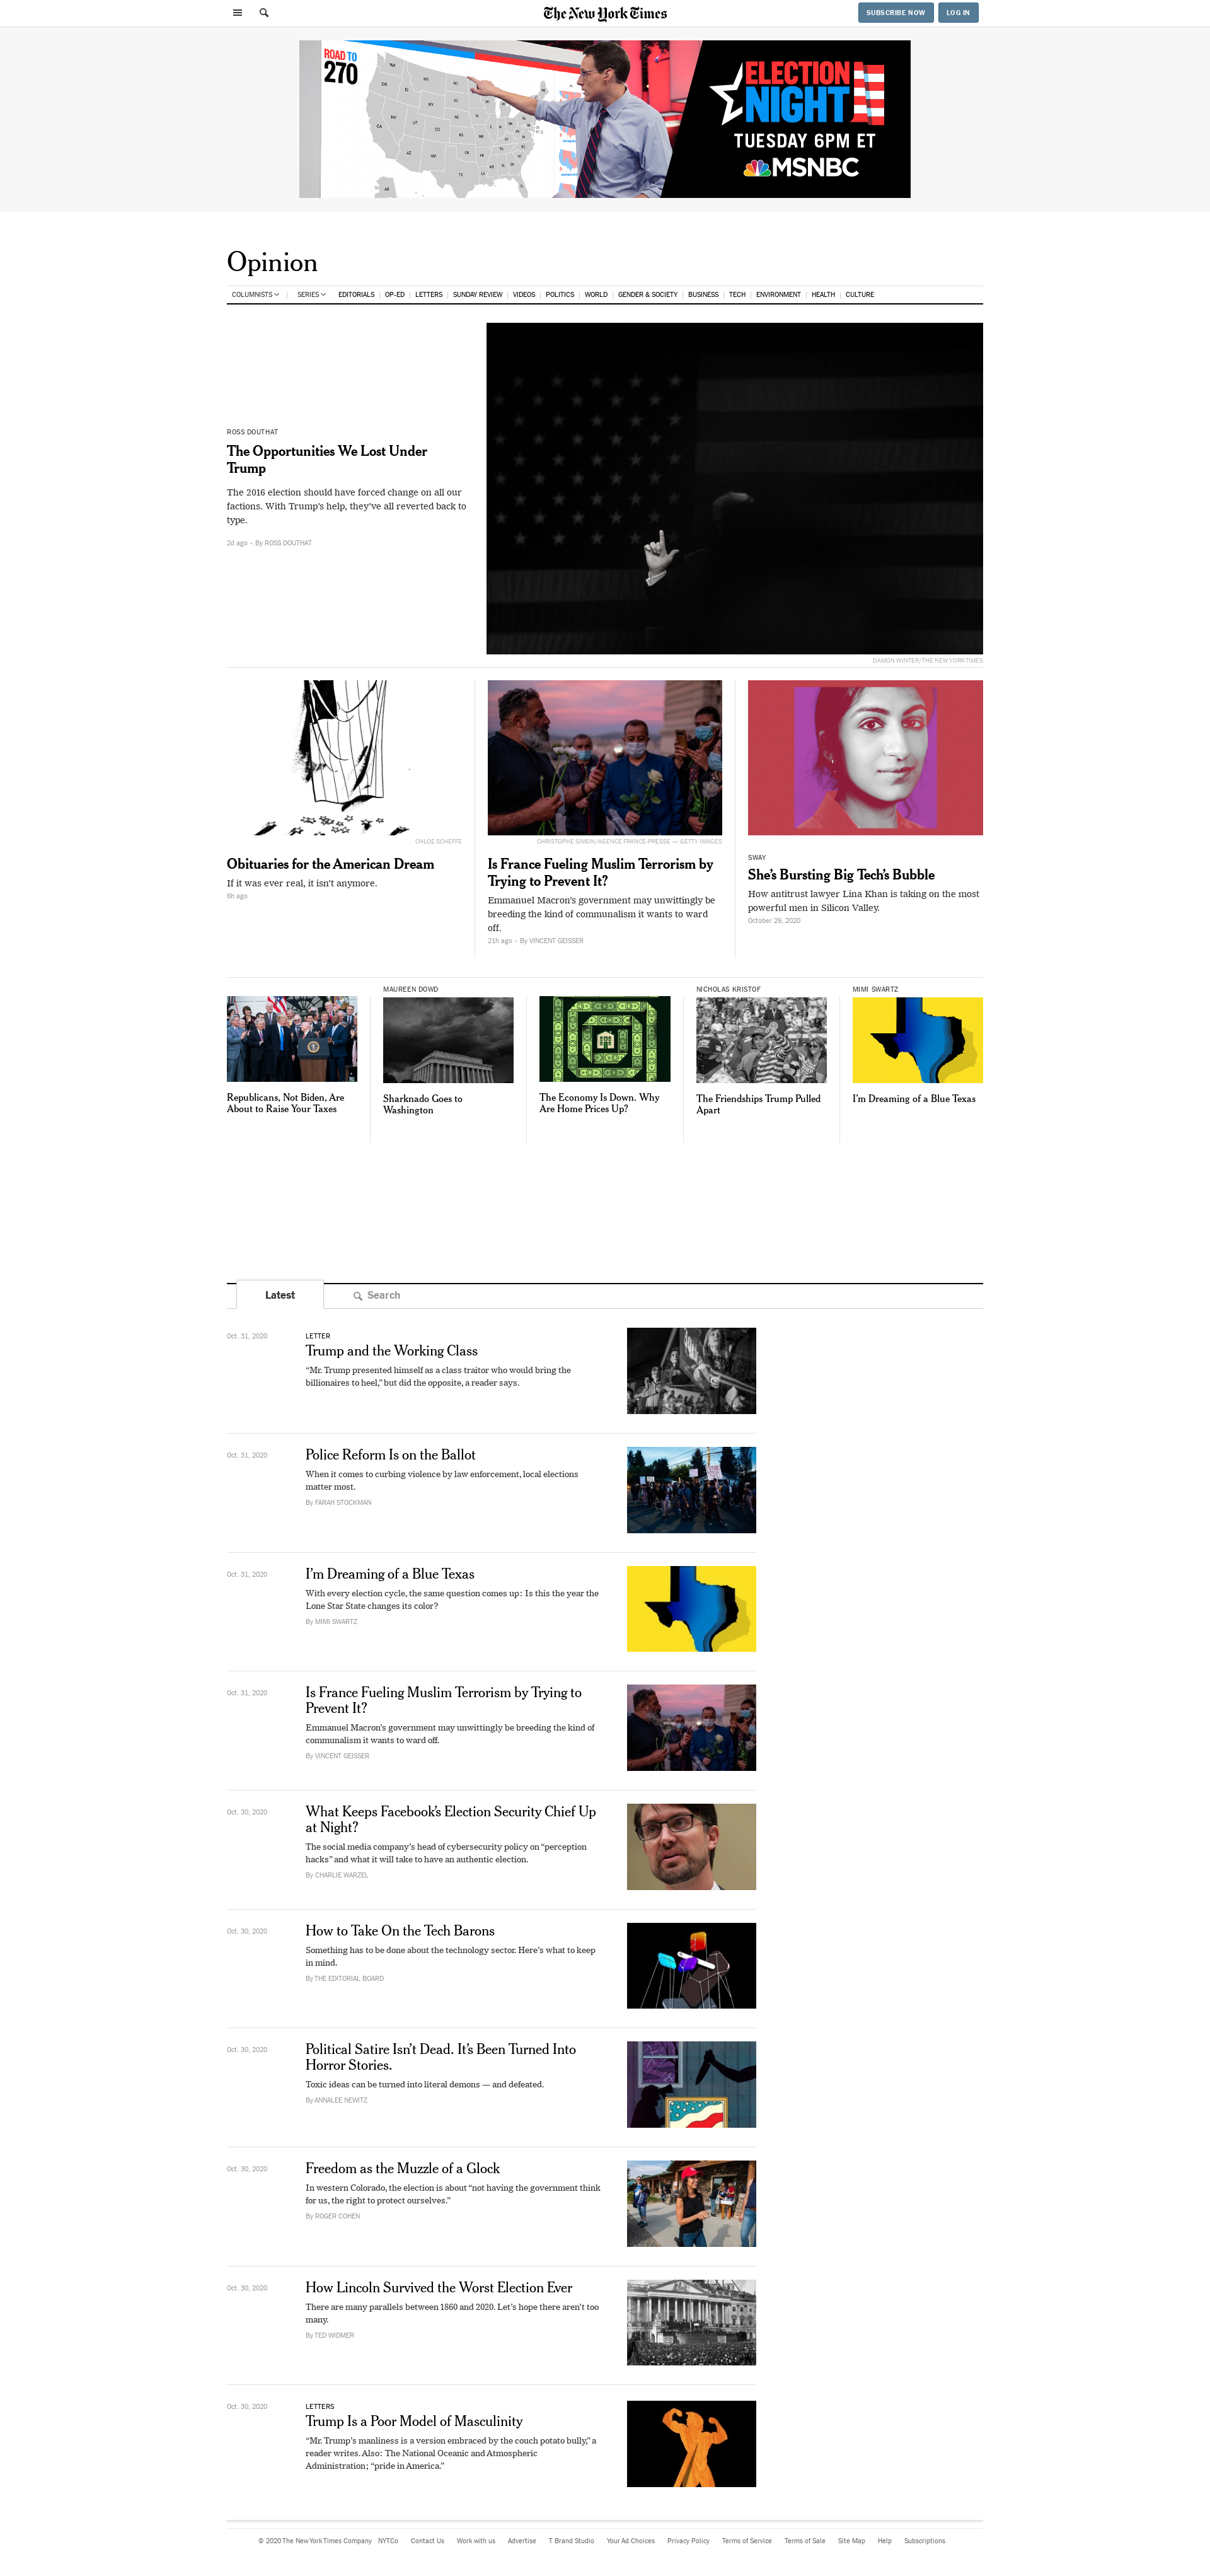 The New York Times
SUBSCRIBE NOW
LOG IN
ROAD TO
270
ELECTION
NIGHT
TUESDAY 6PM ET
MSNBC
Opinion
COLUMNISTS | SERIES EDITORIALS | OP-ED | LETTERS | SUNDAY REVIEW | VIDEOS | POLITICS | WORLD | GENDER & SOCIETY | BUSINESS | TECH | ENVIRONMENT | HEALTH | CULTURE
ROSS DOUTHAT
The Opportunities We Lost Under
Trump
The 2016 election should have forced change on all our
factions. With Trump's help, they've all reverted back to
type.
2d ago - By ROSS DOUTHAT
DAMON WINTER/THE NEW YORK TIMES
CHLOE SCHEFFE
Obituaries for the American Dream
If it was ever real, it isn't anymore.
6h ago
CHRISTOPHE SIMON/AGENCE FRANCE-PRESSE — GETTY IMAGES
Is France Fueling Muslim Terrorism by
Trying to Prevent It?
Emmanuel Macron's government may unwittingly be
breeding the kind of communalism it wants to ward
off.
21h ago - By VINCENT GEISSER
SWAY
She's Bursting Big Tech's Bubble
How antitrust lawyer Lina Khan is taking on the most
powerful men in Silicon Valley.
October 29, 2020
Republicans, Not Biden, Are
About to Raise Your Taxes
MAUREEN DOWD
Sharknado Goes to
Washington
The Economy Is Down. Why
Are Home Prices Up?
NICHOLAS KRISTOF
The Friendships Trump Pulled
Apart
MIMI SWARTZ
I'm Dreaming of a Blue Texas
Latest
Search
Oct. 31, 2020
LETTER
Trump and the Working Class
“Mr. Trump presented himself as a class traitor who would bring the
billionaires to heel,” but did the opposite, a reader says.
Oct. 31, 2020
Police Reform Is on the Ballot
When it comes to curbing violence by law enforcement, local elections
matter most.
By FARAH STOCKMAN
Oct. 31, 2020
I'm Dreaming of a Blue Texas
With every election cycle, the same question comes up: Is this the year the
Lone Star State changes its color?
By MIMI SWARTZ
Oct. 31, 2020
Is France Fueling Muslim Terrorism by Trying to
Prevent It?
Emmanuel Macron's government may unwittingly be breeding the kind of
communalism it wants to ward off.
By VINCENT GEISSER
Oct. 30, 2020
What Keeps Facebook's Election Security Chief Up
at Night?
The social media company's head of cybersecurity policy on “perception
hacks” and what it will take to have an authentic election.
By CHARLIE WARZEL
Oct. 30, 2020
How to Take On the Tech Barons
Something has to be done about the technology sector. Here's what to keep
in mind.
By THE EDITORIAL BOARD
Oct. 30, 2020
Political Satire Isn't Dead. It's Been Turned Into
Horror Stories.
Toxic ideas can be turned into literal demons — and defeated.
By ANNALEE NEWITZ
Oct. 30, 2020
Freedom as the Muzzle of a Glock
In western Colorado, the election is about “not having the government think
for us, the right to protect ourselves.”
By ROGER COHEN
Oct. 30, 2020
How Lincoln Survived the Worst Election Ever
There are many parallels between 1860 and 2020. Let's hope there aren't too
many.
By TED WIDMER
Oct. 30, 2020
LETTERS
Trump Is a Poor Model of Masculinity
“Mr. Trump's manliness is a version embraced by the couch potato bully,” a
reader writes. Also: The National Oceanic and Atmospheric
Administration; “pride in America.”
© 2020 The New York Times Company NYTCo Contact Us Work with us Advertise T Brand Studio Your Ad Choices Privacy Policy Terms of Service Terms of Sale Site Map Help Subscriptions